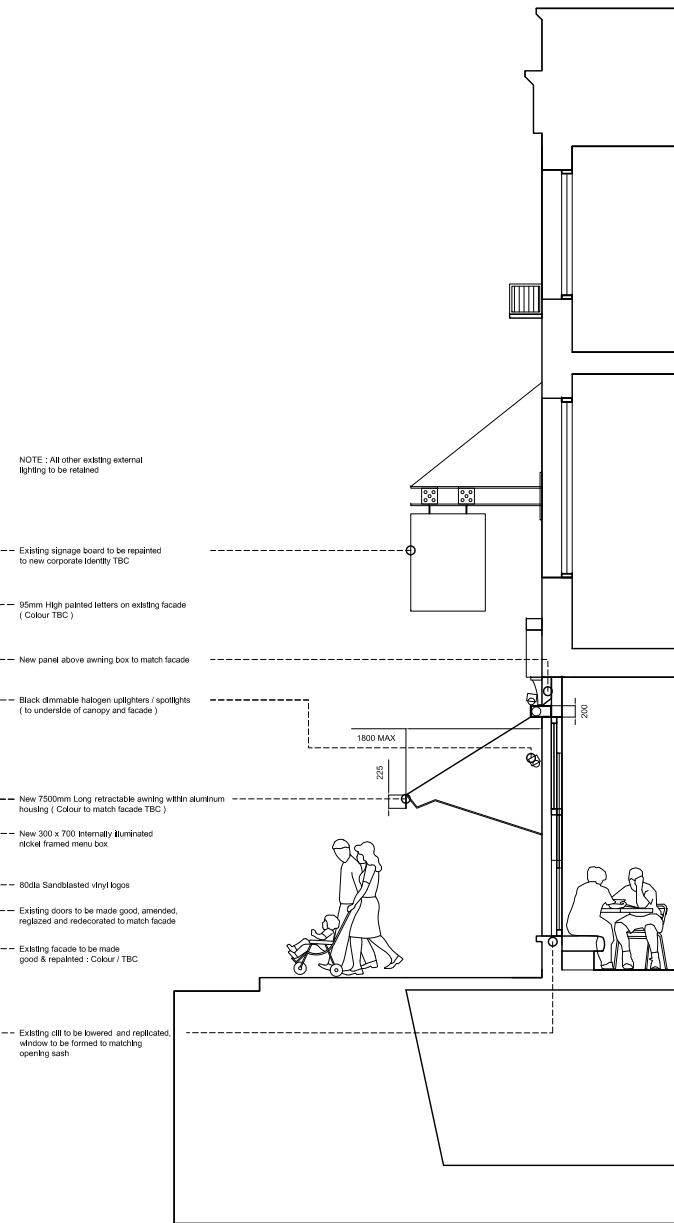 NOTE : All other existing external
lighting to be retained
Existing signage board to be repainted
to new corporate identity TBC
95mm High painted letters on existing facade
( Colour TBC )
New panel above awning box to match facade
Black dimmable halogen uplighters / spotlights
( to underside of canopy and facade )
200
1800 MAX
225
New 7500mm Long retractable awning within aluminum
housing ( Colour to match facade TBC )
New 300 x 700 Internally illuminated
nickel framed menu box
80dia Sandblasted vinyl logos
Existing doors to be made good, amended,
reglazed and redecorated to match facade
Existing facade to be made
good & repainted : Colour / TBC
Existing cill to be lowered and replicated,
window to be formed to matching
opening sash